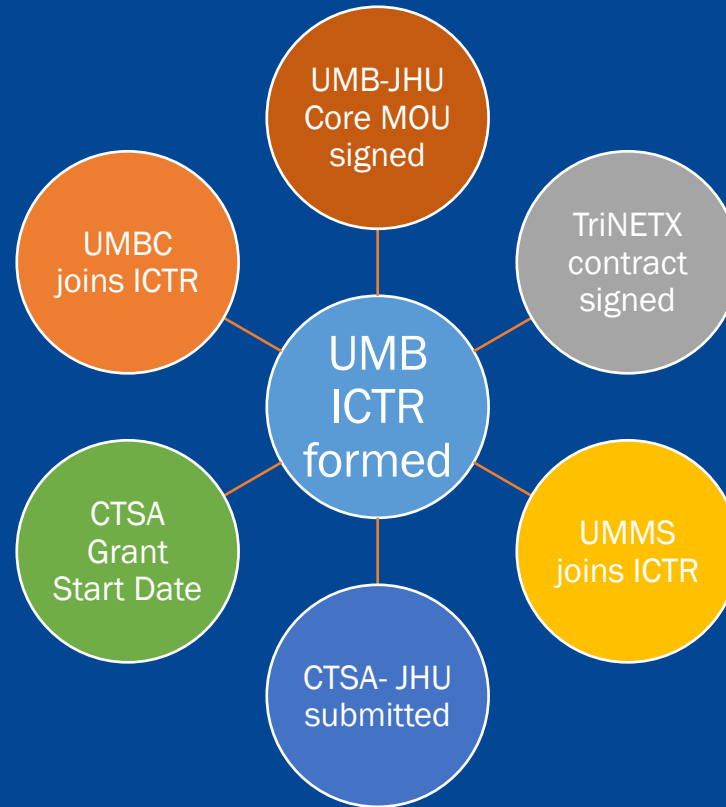 UMB-JHU
Core MOU
signed
TriNETX
contract
signed
UMMS
joins ICTR
CTSA- JHU
submitted
CTSA
Grant
Start Date
UMBC
joins ICTR
UMB
ICTR
formed